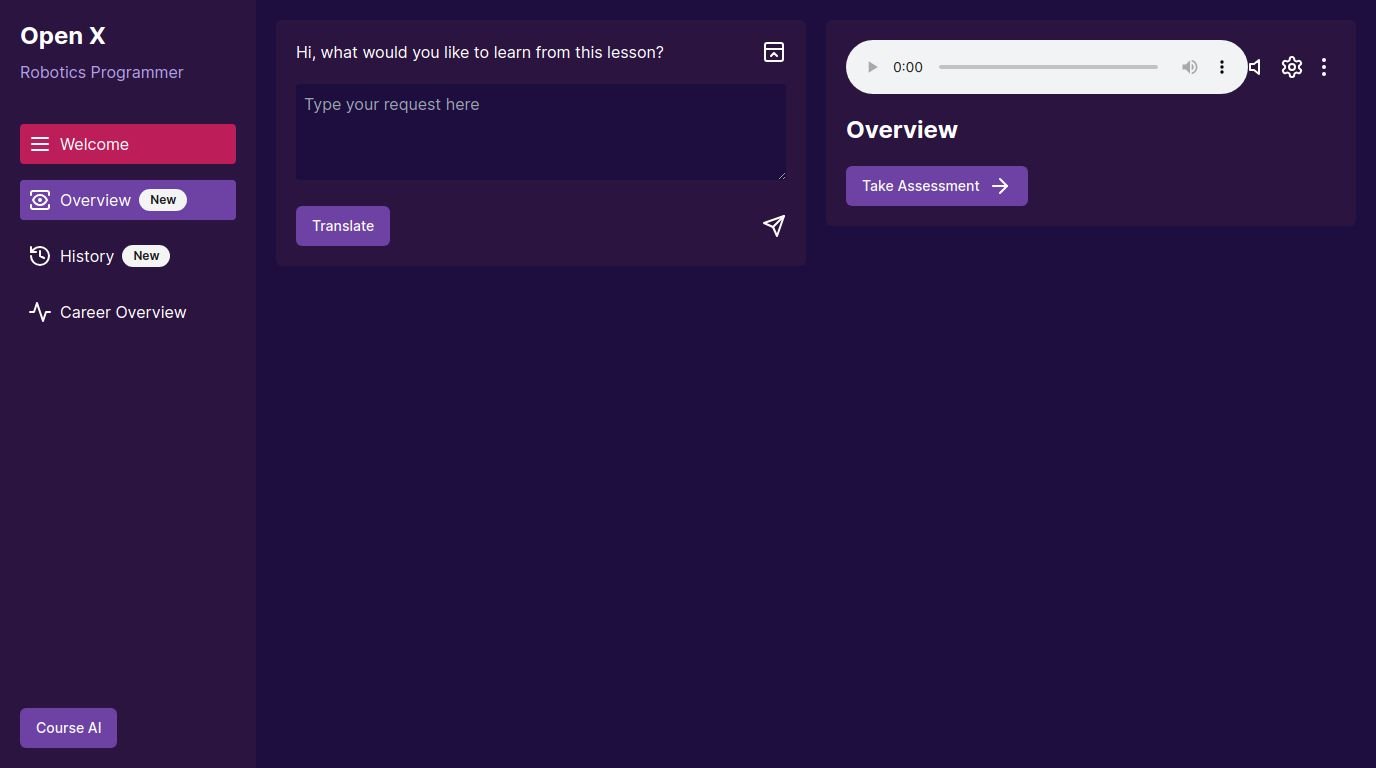 Open X
Robotics Programmer
Welcome
Overview New
History New
Career Overview
Course AI
Hi, what would you like to learn from this lesson?
Type your request here
Translate
0:00
Overview
Take Assessment